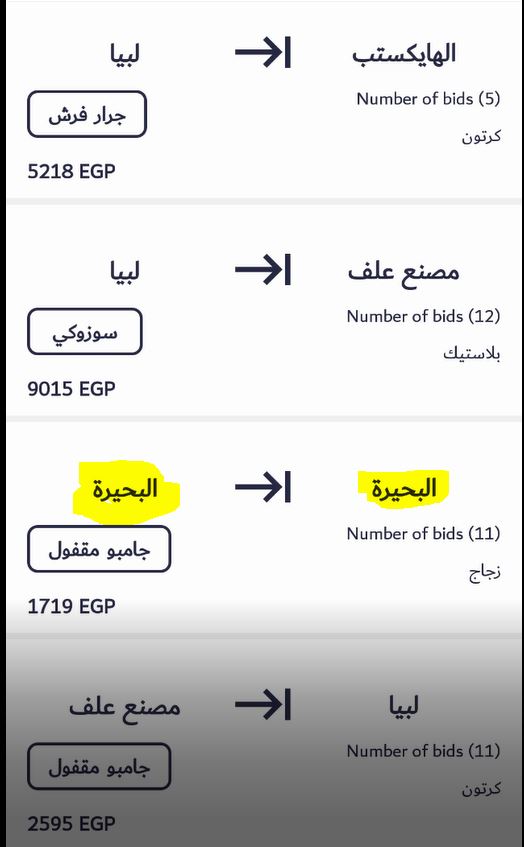 الهايكستب لبيا
Number of bids (5)
جرار فرش
كرتون
5218 EGP
مصنع علف لبيا
Number of bids (12)
سوزوكي
بلاستيك
9015 EGP
البحيرة البحيرة
Number of bids (11)
جامبو مقفول
زجاج
1719 EGP
لبيا مصنع علف
Number of bids (11)
جامبو مقفول
كرتون
2595 EGP